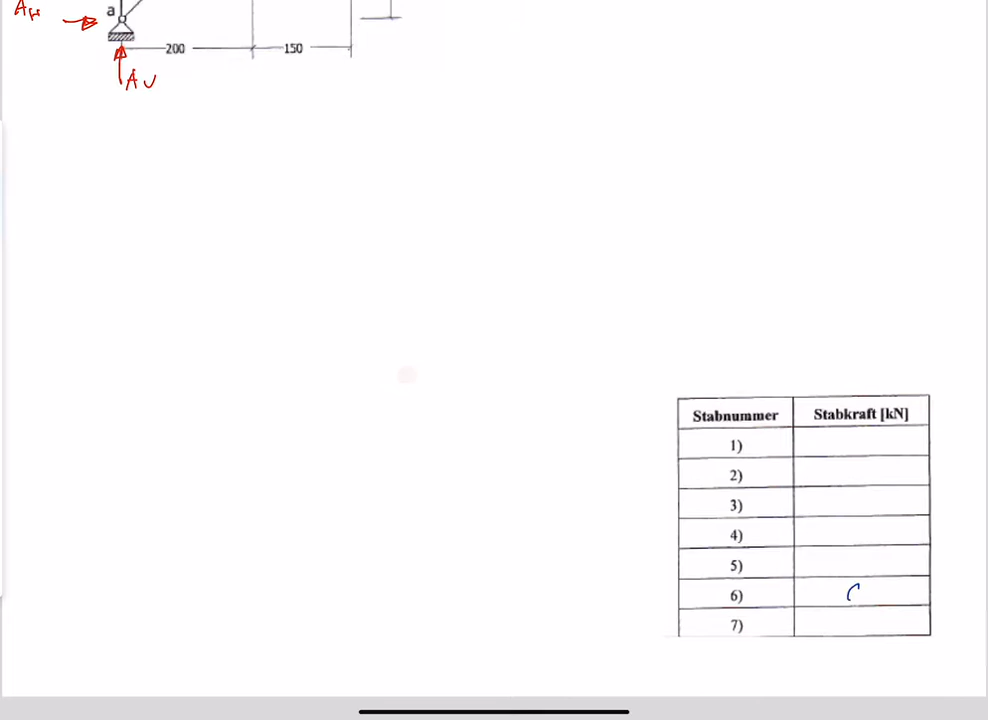 AH
a
200
150
AV
Stabnummer Stabkraft [kN]
1)
2)
3)
4)
5)
6)
7)